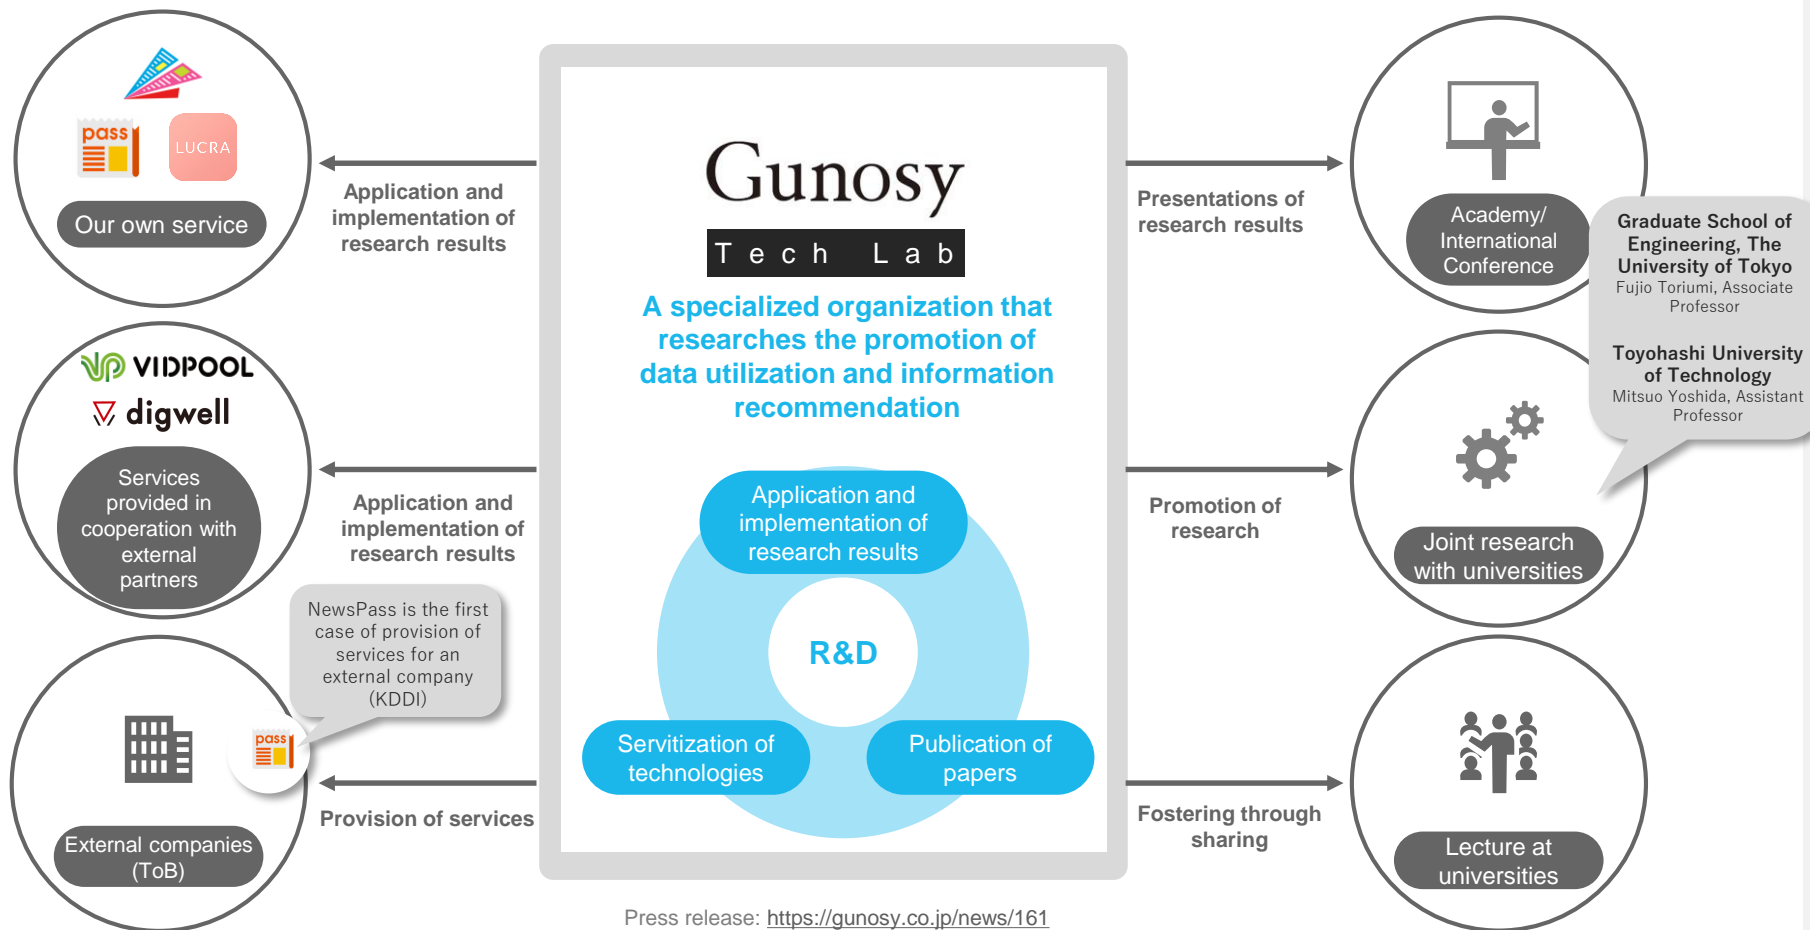 pass
LUCRA
Our own service
Application and
implementation of
research results
VIDPOOL
digwell
Services
provided in
cooperation with
external
partners
Application and
implementation of
research results
NewsPass is the first
case of provision of
services for an
external company
(KDDI)
pass
External companies
(ToB)
Provision of services
Gunosy
Tech Lab
A specialized organization that
researches the promotion of
data utilization and information
recommendation
Application and
implementation of
research results
R&D
Servitization of
technologies
Publication of
papers
Press release: https://gunosy.co.jp/news/161
Presentations of
research results
Academy/
International
Conference
Graduate School of
Engineering, The
University of Tokyo
Fujio Toriumi, Associate
Professor
Toyohashi University
of Technology
Mitsuo Yoshida, Assistant
Professor
Promotion of
research
Joint research
with universities
Fostering through
sharing
Lecture at
universities